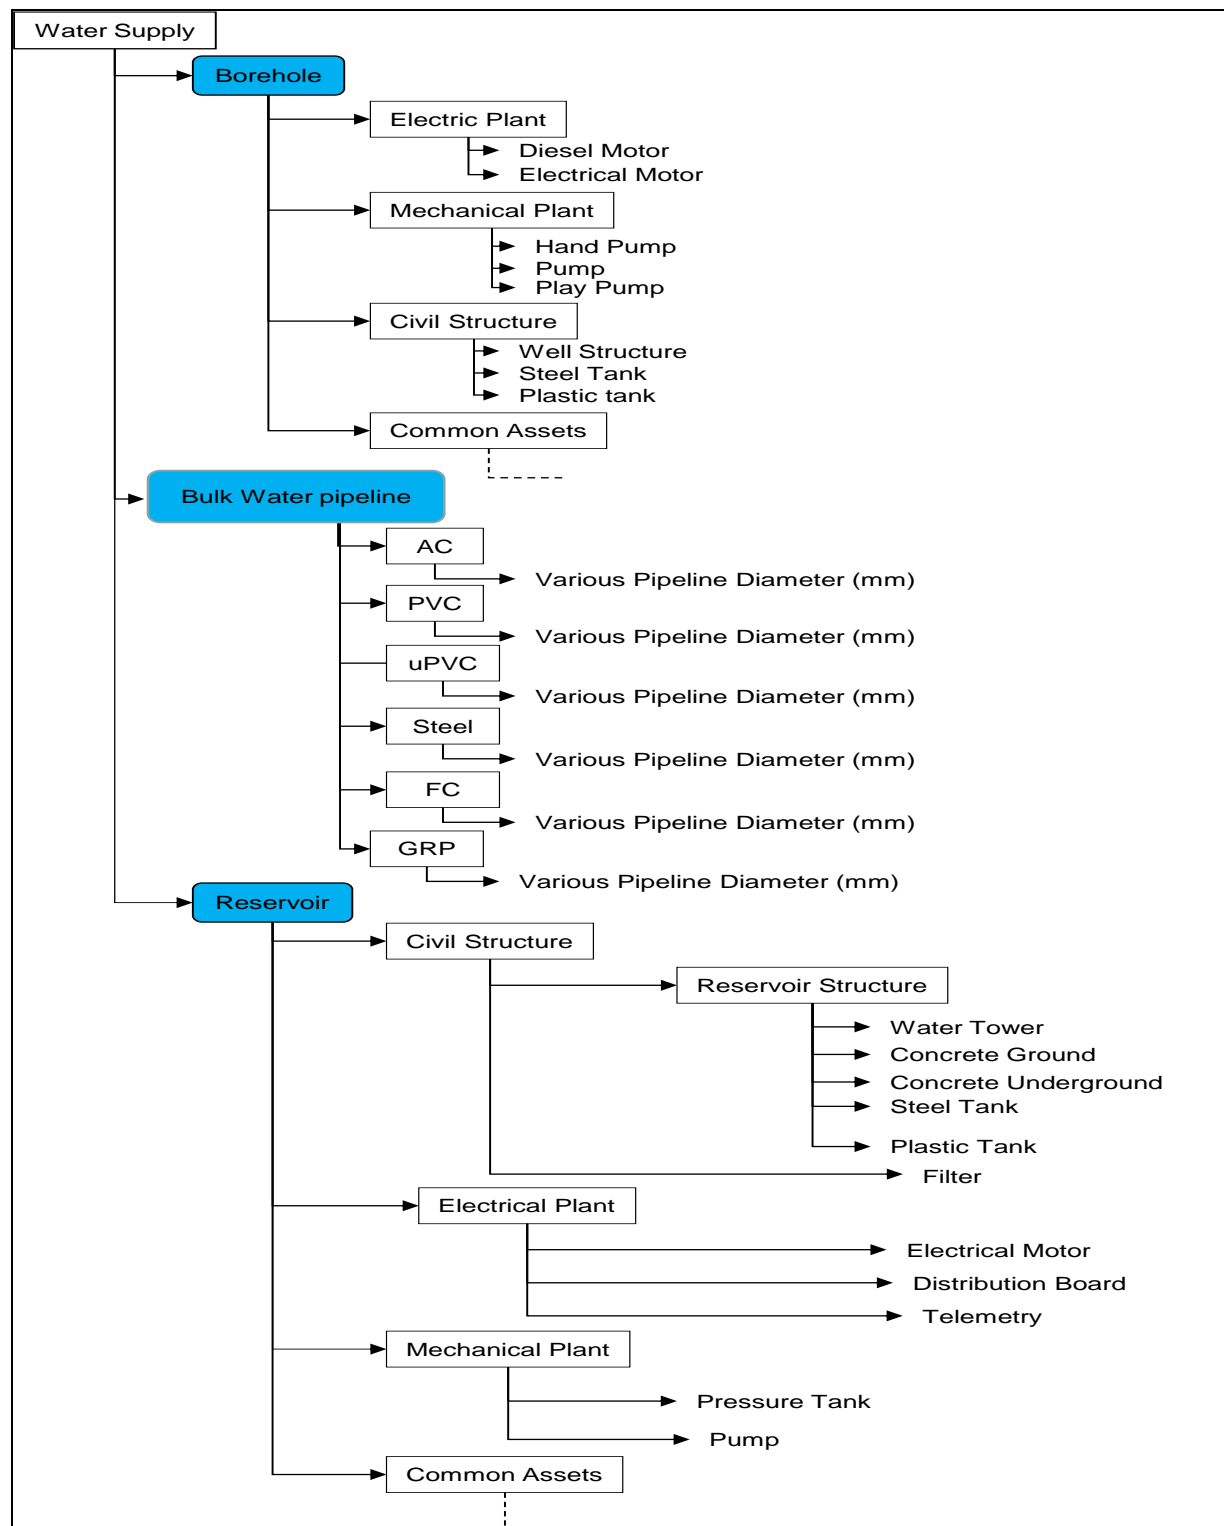 Water Supply
Borehole
Electric Plant
Diesel Motor
Electrical Motor
Mechanical Plant
Hand Pump
Pump
Play Pump
Civil Structure
Well Structure
Steel Tank
Plastic tank
Common Assets
Bulk Water pipeline
AC
Various Pipeline Diameter (mm)
PVC
Various Pipeline Diameter (mm)
uPVC
Various Pipeline Diameter (mm)
Steel
Various Pipeline Diameter (mm)
FC
Various Pipeline Diameter (mm)
GRP
Various Pipeline Diameter (mm)
Reservoir
Civil Structure
Reservoir Structure
Water Tower
Concrete Ground
Concrete Underground
Steel Tank
Plastic Tank
Filter
Electrical Plant
Electrical Motor
Distribution Board
Telemetry
Mechanical Plant
Pressure Tank
Pump
Common Assets